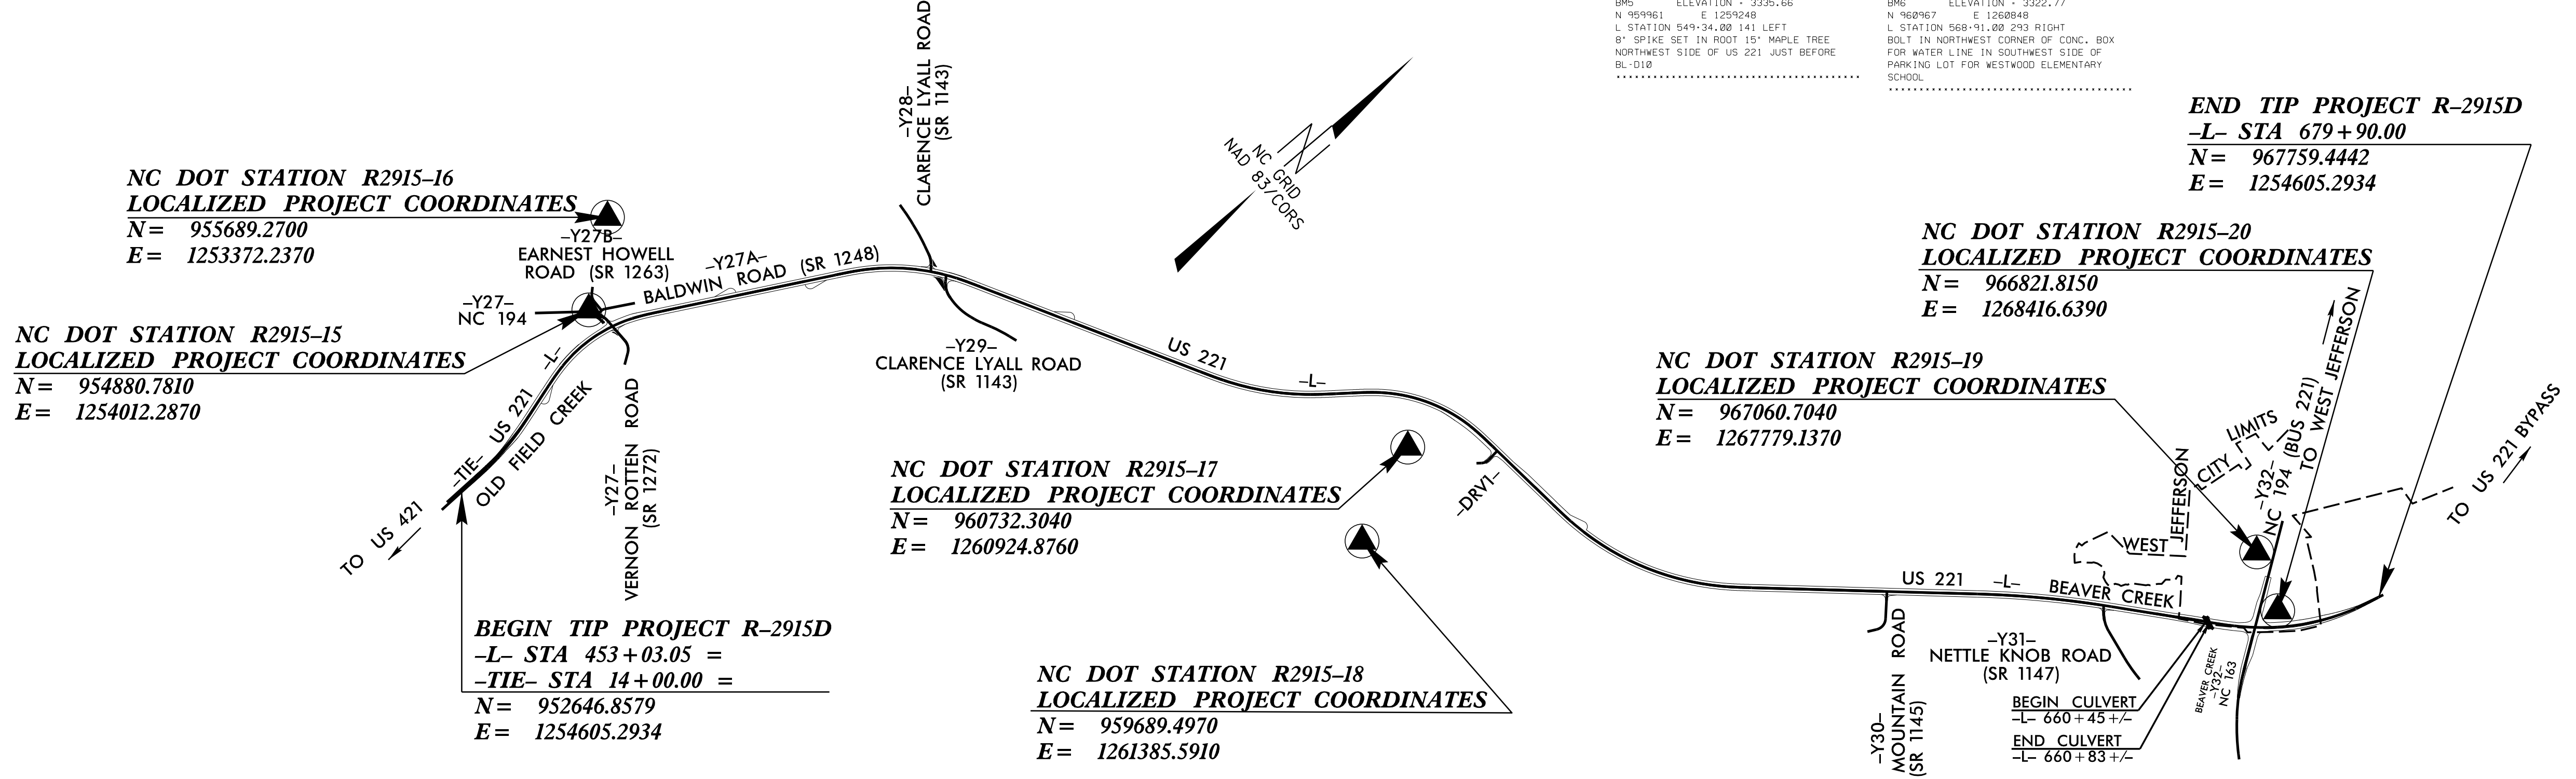 BM5 ELEVATION · 3335.66
N 959961 E 1259248
L STATION 549·34.00 141 LEFT
8" SPIKE SET IN ROOT 15" MAPLE TREE
NORTHWEST SIDE OF US 221 JUST BEFORE
BL-D10
BM6 ELEVATION · 3322.77
N 960967 E 1260848
L STATION 568·91.00 293 RIGHT
BOLT IN NORTHWEST CORNER OF CONC. BOX
FOR WATER LINE IN SOUTHWEST SIDE OF
PARKING LOT FOR WESTWOOD ELEMENTARY
SCHOOL
END TIP PROJECT R–2915D
–L– STA 679+90.00
N= 967759.4442
E= 1254605.2934
–Y28–
CLARENCE LYALL ROAD
(SR 1143)
NC GRID
NAD 83/CORS
NC DOT STATION R2915–16
LOCALIZED PROJECT COORDINATES
N= 955689.2700
E= 1253372.2370
–Y27B–
EARNEST HOWELL
ROAD (SR 1263)
–Y27A–
BALDWIN ROAD (SR 1248)
–Y27–
NC 194
NC DOT STATION R2915–15
LOCALIZED PROJECT COORDINATES
N= 954880.7810
E= 1254012.2870
–L–
US 221
OLD FIELD CREEK
–TIE–
TO US 421
–Y27–
VERNON ROTTEN ROAD
(SR 1272)
–Y29–
CLARENCE LYALL ROAD
(SR 1143)
US 221
–L–
NC DOT STATION R2915–20
LOCALIZED PROJECT COORDINATES
N= 966821.8150
E= 1268416.6390
NC DOT STATION R2915–19
LOCALIZED PROJECT COORDINATES
N= 967060.7040
E= 1267779.1370
NC DOT STATION R2915–17
LOCALIZED PROJECT COORDINATES
N= 960732.3040
E= 1260924.8760
–DRV1–
WEST JEFFERSON CITY LIMITS
–Y32–
NC 194 (BUS 221)
TO WEST JEFFERSON
TO US 221 BYPASS
BEGIN TIP PROJECT R–2915D
–L– STA 453+03.05 =
–TIE– STA 14+00.00 =
N= 952646.8579
E= 1254605.2934
NC DOT STATION R2915–18
LOCALIZED PROJECT COORDINATES
N= 959689.4970
E= 1261385.5910
US 221 –L–
BEAVER CREEK
–Y30–
MOUNTAIN ROAD
(SR 1145)
–Y31–
NETTLE KNOB ROAD
(SR 1147)
BEGIN CULVERT
–L– 660+45+/–
END CULVERT
–L– 660+83+/–
BEAVER CREEK
–Y32–
NC 163